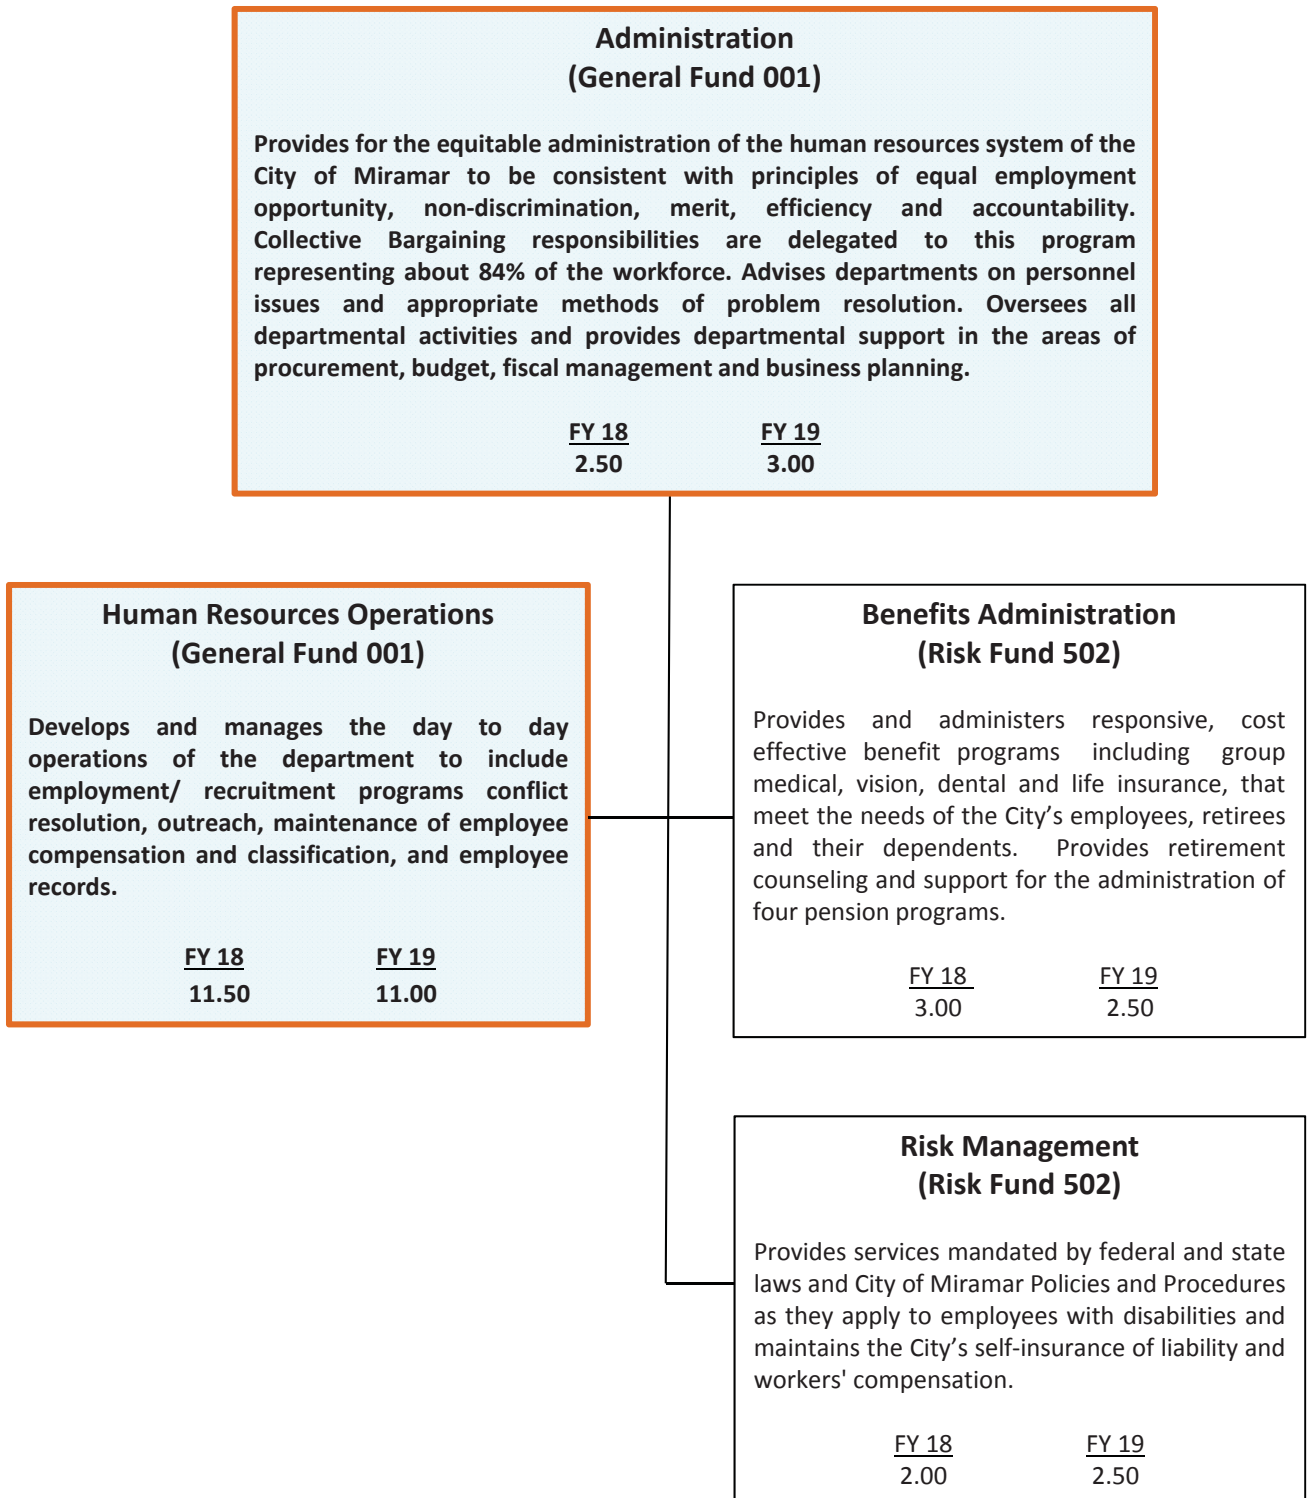 Administration
(General Fund 001)
Provides for the equitable administration of the human resources system of the
City of Miramar to be consistent with principles of equal employment
opportunity, non-discrimination, merit, efficiency and accountability.
Collective Bargaining responsibilities are delegated to this program
representing about 84% of the workforce. Advises departments on personnel
issues and appropriate methods of problem resolution. Oversees all
departmental activities and provides departmental support in the areas of
procurement, budget, fiscal management and business planning.
FY 18 FY 19
2.50 3.00
Human Resources Operations
(General Fund 001)
Develops and manages the day to day
operations of the department to include
employment/ recruitment programs conflict
resolution, outreach, maintenance of employee
compensation and classification, and employee
records.
FY 18 FY 19
11.50 11.00
Benefits Administration
(Risk Fund 502)
Provides and administers responsive, cost
effective benefit programs including group
medical, vision, dental and life insurance, that
meet the needs of the City’s employees, retirees
and their dependents. Provides retirement
counseling and support for the administration of
four pension programs.
FY 18 FY 19
3.00 2.50
Risk Management
(Risk Fund 502)
Provides services mandated by federal and state
laws and City of Miramar Policies and Procedures
as they apply to employees with disabilities and
maintains the City’s self-insurance of liability and
workers' compensation.
FY 18 FY 19
2.00 2.50